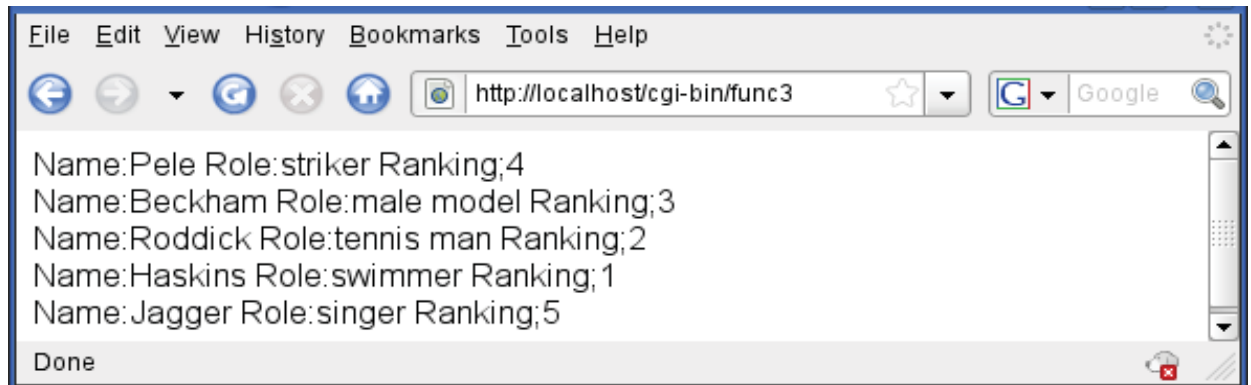 File Edit View History Bookmarks Tools Help
http://localhost/cgi-bin/func3 G Google
Name:Pele Role:striker Ranking;4
Name:Beckham Role:male model Ranking;3
Name:Roddick Role:tennis man Ranking;2
Name:Haskins Role:swimmer Ranking;1
Name:Jagger Role:singer Ranking;5
Done